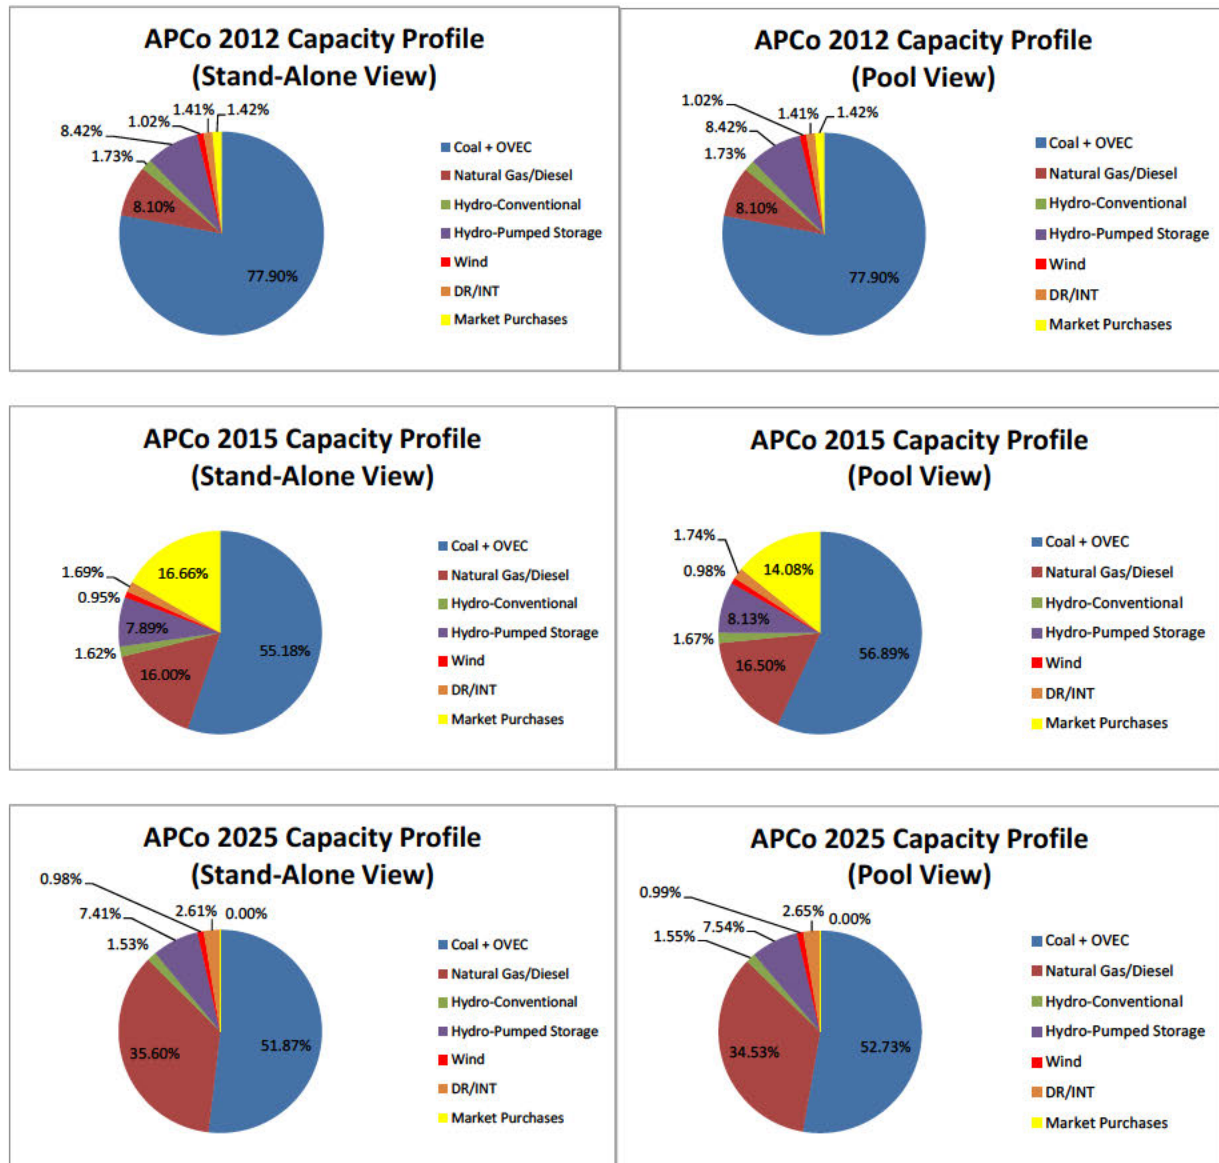 APCo 2012 Capacity Profile
(Stand-Alone View)
1.41%
1.42%
1.02%
8.42%
1.73%
8.10%
77.90%
Coal + OVEC
Natural Gas/Diesel
Hydro-Conventional
Hydro-Pumped Storage
Wind
DR/INT
Market Purchases
APCo 2012 Capacity Profile
(Pool View)
1.02%
1.41%
1.42%
8.42%
1.73%
8.10%
77.90%
Coal + OVEC
Natural Gas/Diesel
Hydro-Conventional
Hydro-Pumped Storage
Wind
DR/INT
Market Purchases
APCo 2015 Capacity Profile
(Stand-Alone View)
16.66%
1.69%
0.95%
7.89%
1.62%
16.00%
55.18%
Coal + OVEC
Natural Gas/Diesel
Hydro-Conventional
Hydro-Pumped Storage
Wind
DR/INT
Market Purchases
APCo 2015 Capacity Profile
(Pool View)
1.74%
14.08%
0.98%
8.13%
1.67%
16.50%
56.89%
Coal + OVEC
Natural Gas/Diesel
Hydro-Conventional
Hydro-Pumped Storage
Wind
DR/INT
Market Purchases
APCo 2025 Capacity Profile
(Stand-Alone View)
0.98%
2.61%
0.00%
7.41%
1.53%
35.60%
51.87%
Coal + OVEC
Natural Gas/Diesel
Hydro-Conventional
Hydro-Pumped Storage
Wind
DR/INT
Market Purchases
APCo 2025 Capacity Profile
(Pool View)
0.99%
2.65%
0.00%
7.54%
1.55%
34.53%
52.73%
Coal + OVEC
Natural Gas/Diesel
Hydro-Conventional
Hydro-Pumped Storage
Wind
DR/INT
Market Purchases